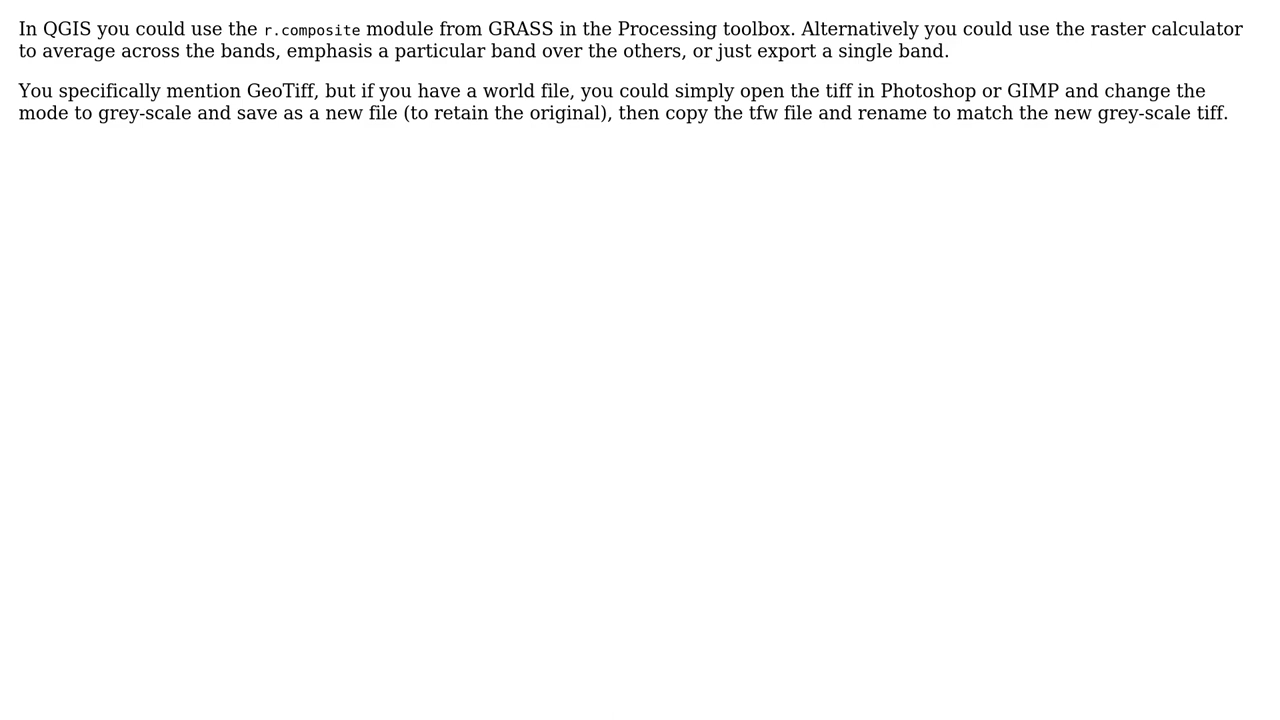 In QGIS you could use the r.composite module from GRASS in the Processing toolbox. Alternatively you could use the raster calculator
to average across the bands, emphasis a particular band over the others, or just export a single band.
You specifically mention GeoTiff, but if you have a world file, you could simply open the tiff in Photoshop or GIMP and change the
mode to grey-scale and save as a new file (to retain the original), then copy the tfw file and rename to match the new grey-scale tiff.